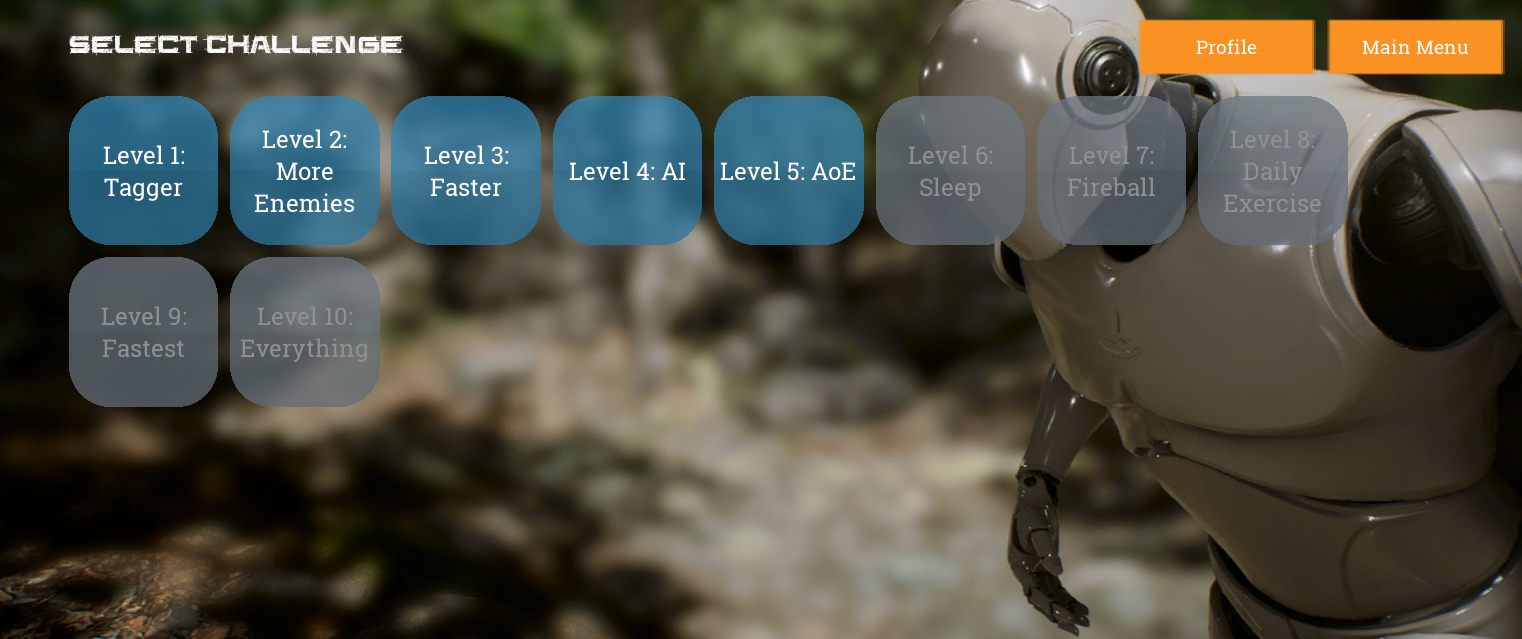 SELECT CHALLENGE
Profile
Main Menu
Level 1:
Tagger
Level 2:
More
Enemies
Level 3:
Faster
Level 4: AI
Level 5: AoE
Level 6:
Sleep
Level 7:
Fireball
Level 8:
Daily
Exercise
Level 9:
Fastest
Level 10:
Everything